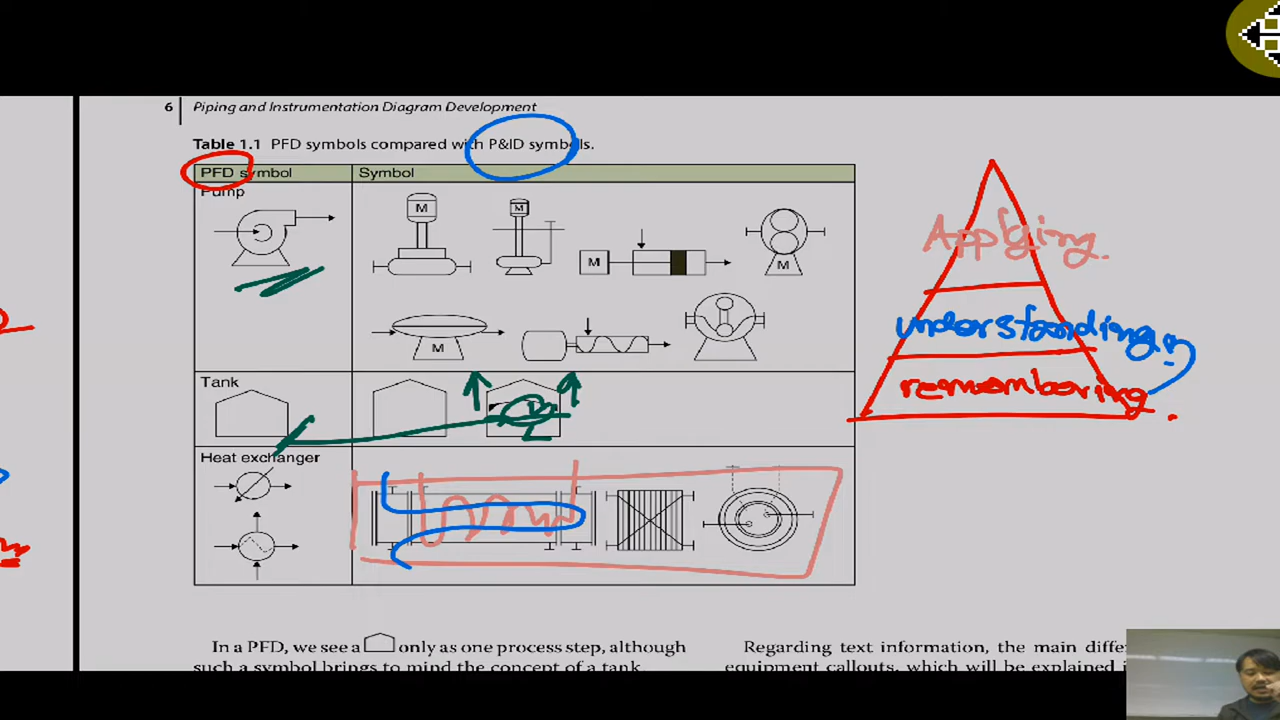 6 Piping and Instrumentation Diagram Development
Table 1.1 PFD symbols compared with P&ID symbols.
PFD symbol Symbol
Pump
M M
M M
M
Tank
L
Heat exchanger
Applying.
understanding
remembering.
In a PFD, we see a only as one process step, although
such a symbol brings to mind the concept of a tank.
Regarding text information, the main
equipment callouts, which will be explained